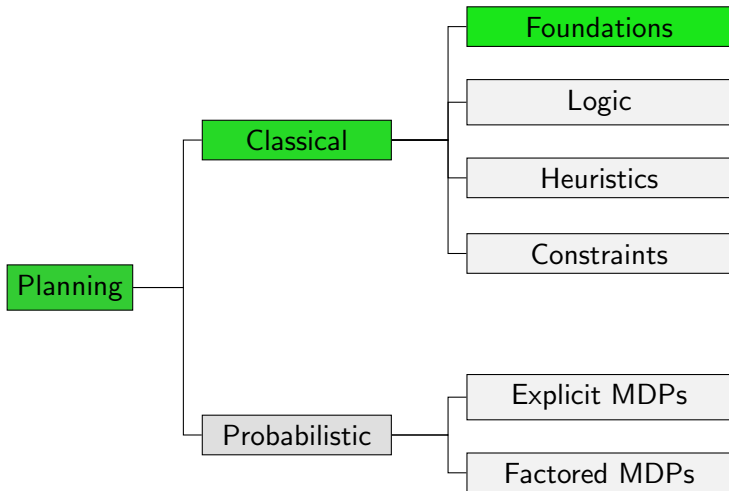 Foundations
Logic
Classical
Heuristics
Constraints
Planning
Explicit MDPs
Probabilistic
Factored MDPs